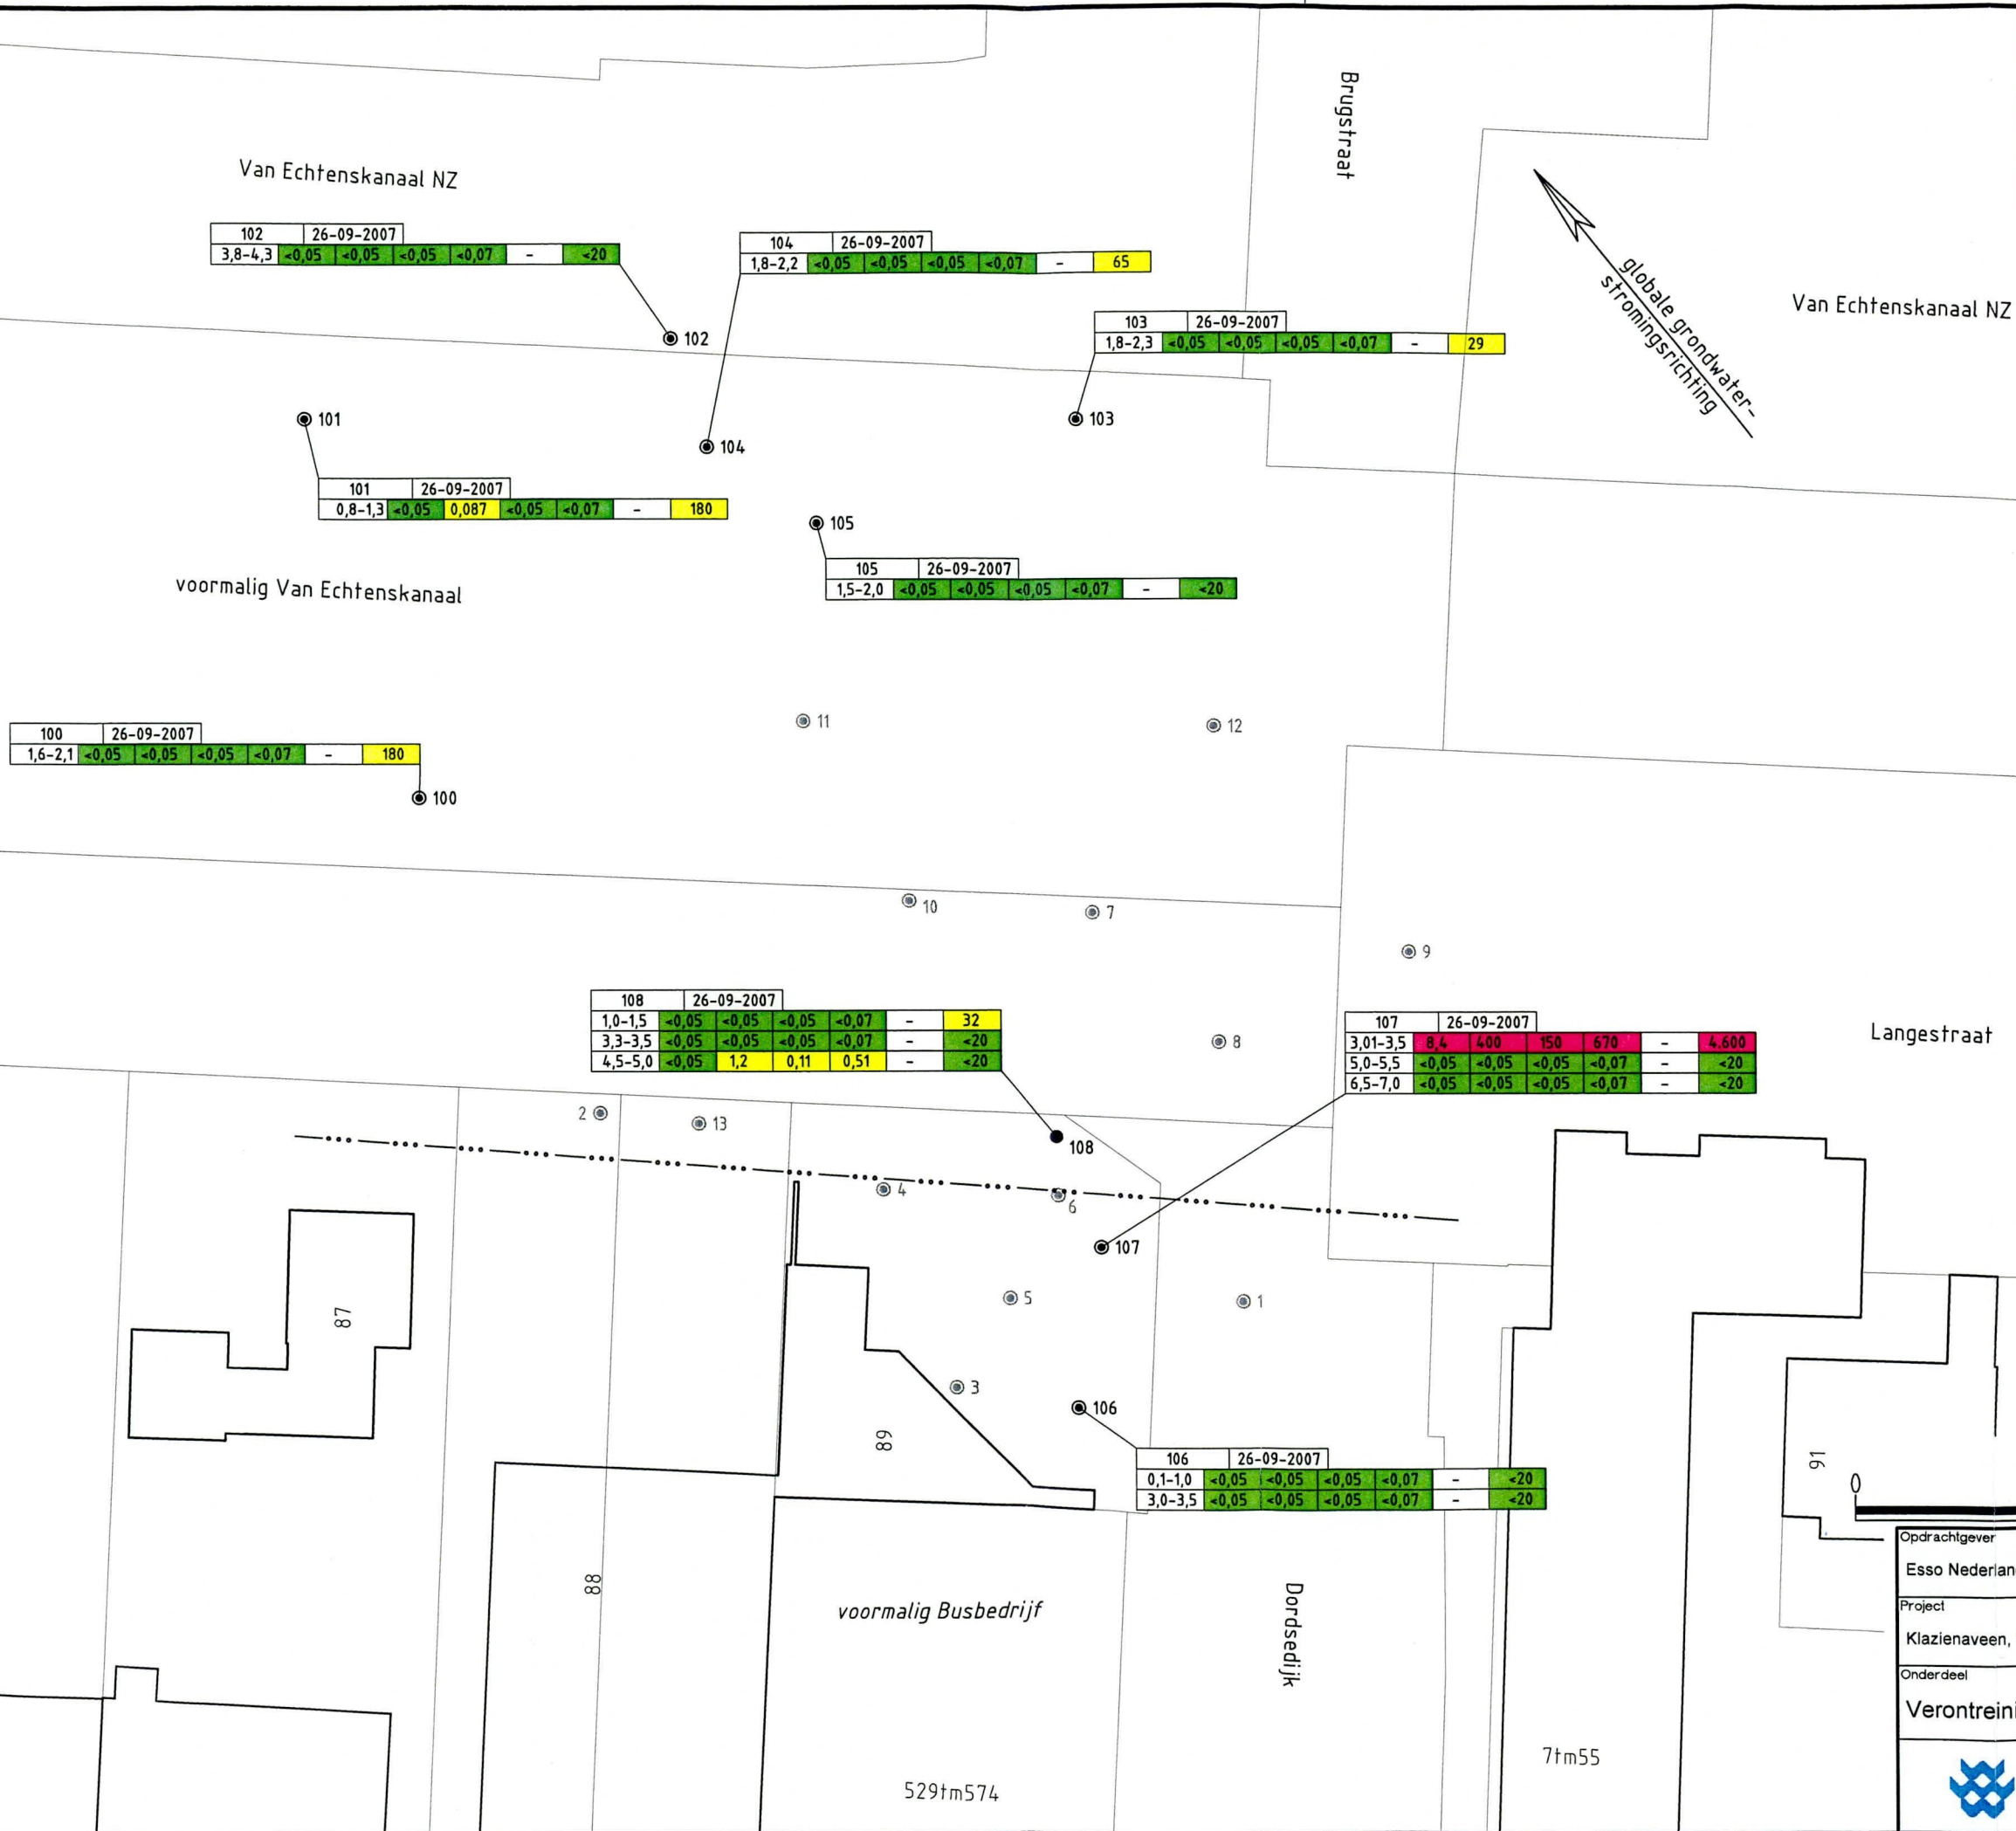 Brugstraat
Van Echtenskanaal NZ
102 26-09-2007
3,8-4,3 <0,05 <0,05 <0,05 <0,07 - <20
104 26-09-2007
1,8-2,2 <0,05 <0,05 <0,05 <0,07 - 65
globale grondwater-
stromingsrichting
Van Echtenskanaal NZ
103 26-09-2007
1,8-2,3 <0,05 <0,05 <0,05 <0,07 - 29
102
101
103
104
101 26-09-2007
0,8-1,3 <0,05 0,087 <0,05 <0,07 - 180
105
105 26-09-2007
1,5-2,0 <0,05 <0,05 <0,05 <0,07 - <20
voormalig Van Echtenskanaal
11
12
100 26-09-2007
1,6-2,1 <0,05 <0,05 <0,05 <0,07 - 180
100
10
7
9
108 26-09-2007
1,0-1,5 <0,05 <0,05 <0,05 <0,07 - 32
3,3-3,5 <0,05 <0,05 <0,05 <0,07 - <20
4,5-5,0 <0,05 1,2 0,11 0,51 - <20
8
107 26-09-2007
3,01-3,5 8,4 400 150 670 - 4.600
5,0-5,5 <0,05 <0,05 <0,05 <0,07 - <20
6,5-7,0 <0,05 <0,05 <0,05 <0,07 - <20
Langestraat
2
13
108
4
6
107
5
1
87
3
106
89
106 26-09-2007
0,1-1,0 <0,05 <0,05 <0,05 <0,07 - <20
3,0-3,5 <0,05 <0,05 <0,05 <0,07 - <20
91
0
Opdrachtgever
Esso Nederlan
Project
Klazienaveen,
Onderdeel
Verontreini
88
voormalig Busbedrijf
Dordsedijk
7tm55
529tm574